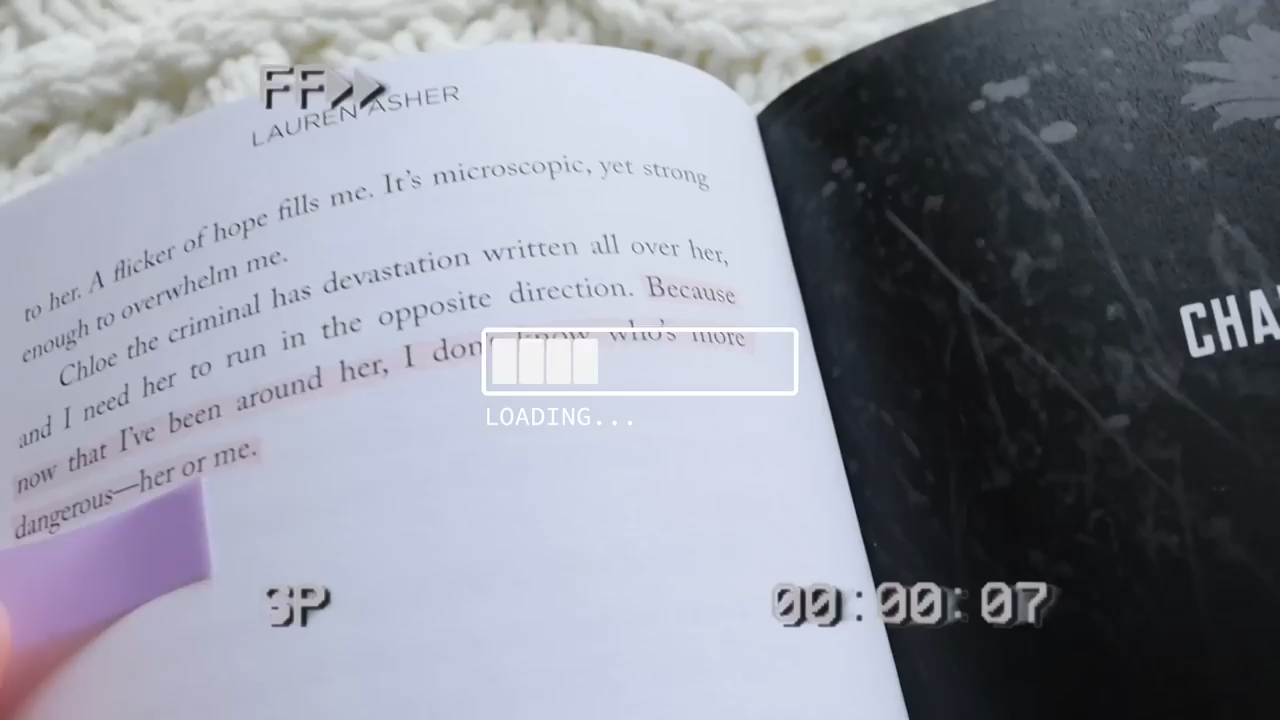 FF>>
LAUREN ASHER
to her. A flicker of hope fills me. It's microscopic, yet strong
enough to overwhelm me.
Chloe the criminal has devastation written all over her,
and I need her to run in the opposite direction. Because
now that I've been around her, I don't know who's more
dangerous—her or me.
LOADING...
CHA
SP
00:00:07